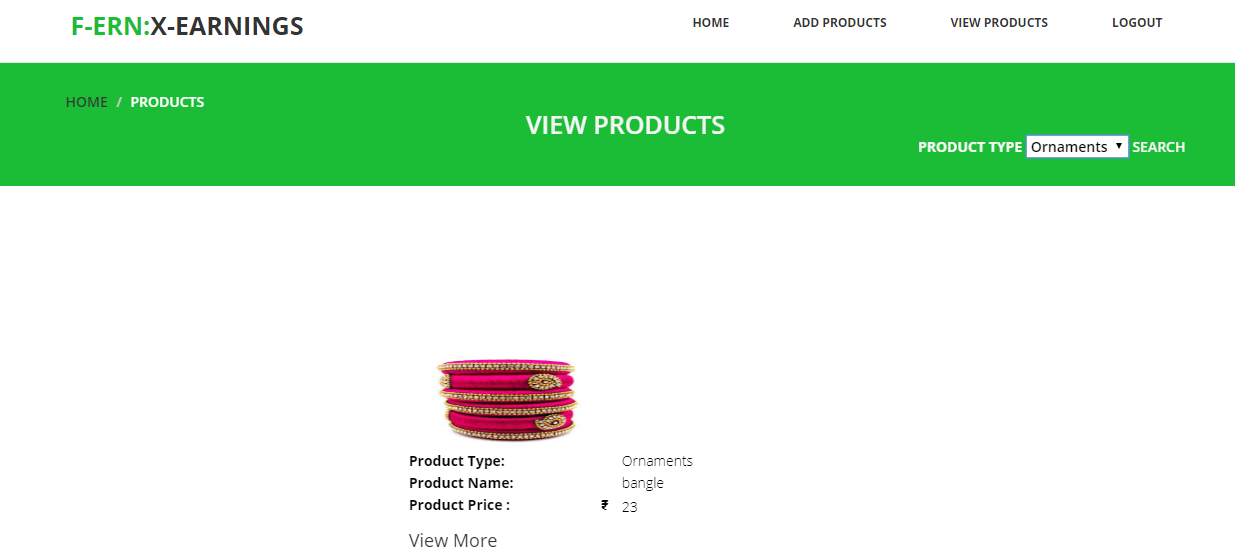 F-ERN:X-EARNINGS
HOME ADD PRODUCTS VIEW PRODUCTS LOGOUT
HOME / PRODUCTS
VIEW PRODUCTS
PRODUCT TYPE Ornaments SEARCH
Product Type: Ornaments
Product Name: bangle
Product Price : ₹ 23
View More